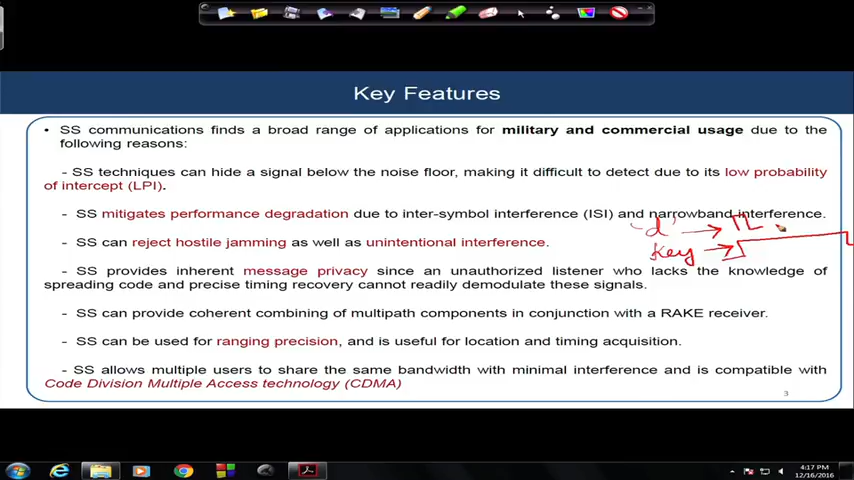 Key Features
• SS communications finds a broad range of applications for military and commercial usage due to the
following reasons:
- SS techniques can hide a signal below the noise floor, making it difficult to detect due to its low probability
of intercept (LPI).
- SS mitigates performance degradation due to inter-symbol interference (ISI) and narrowband interference.
'd'
- SS can reject hostile jamming as well as unintentional interference.
Key
- SS provides inherent message privacy since an unauthorized listener who lacks the knowledge of
spreading code and precise timing recovery cannot readily demodulate these signals.
- SS can provide coherent combining of multipath components in conjunction with a RAKE receiver.
- SS can be used for ranging precision, and is useful for location and timing acquisition.
- SS allows multiple users to share the same bandwidth with minimal interference and is compatible with
Code Division Multiple Access technology (CDMA)
3
4:17 PM
12/16/2016